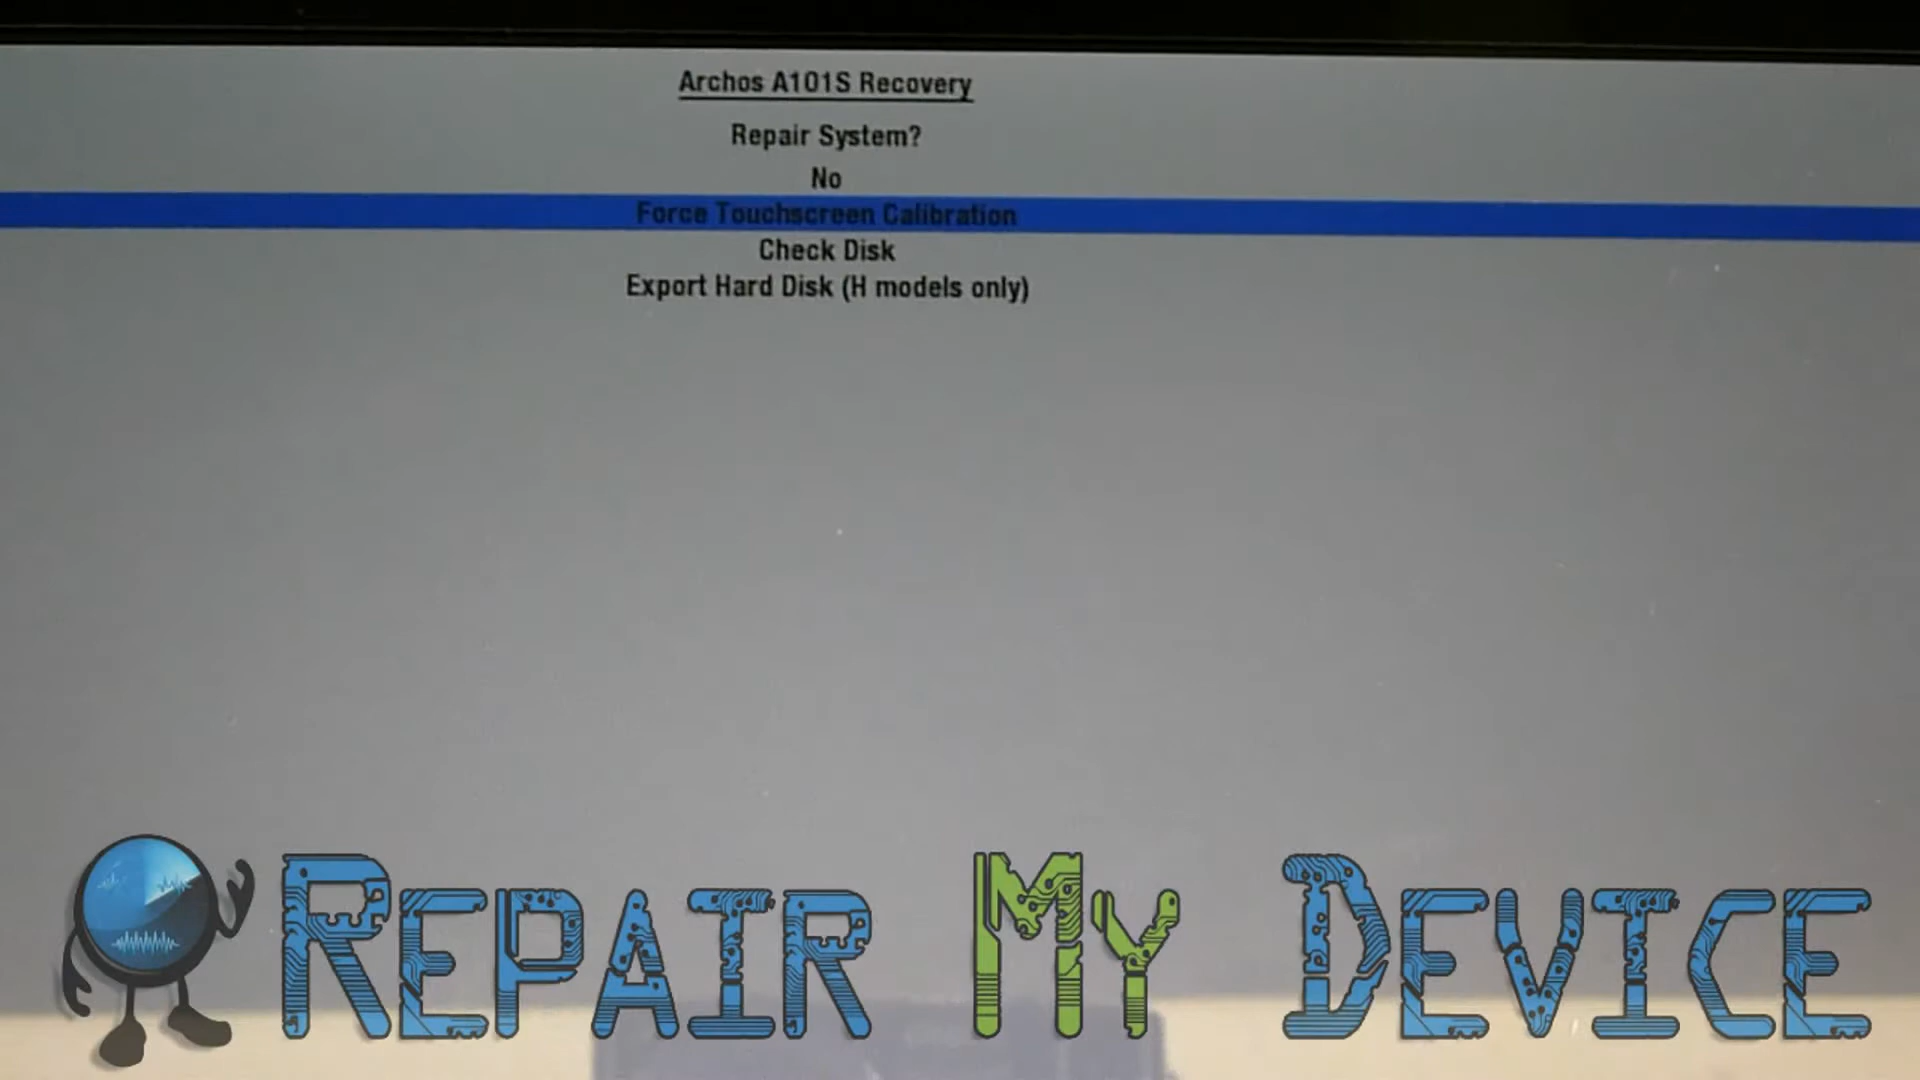 Archos A101S Recovery
Repair System?
No
Force Touchscreen Calibration
Check Disk
Export Hard Disk (H models only)
Repair My Device